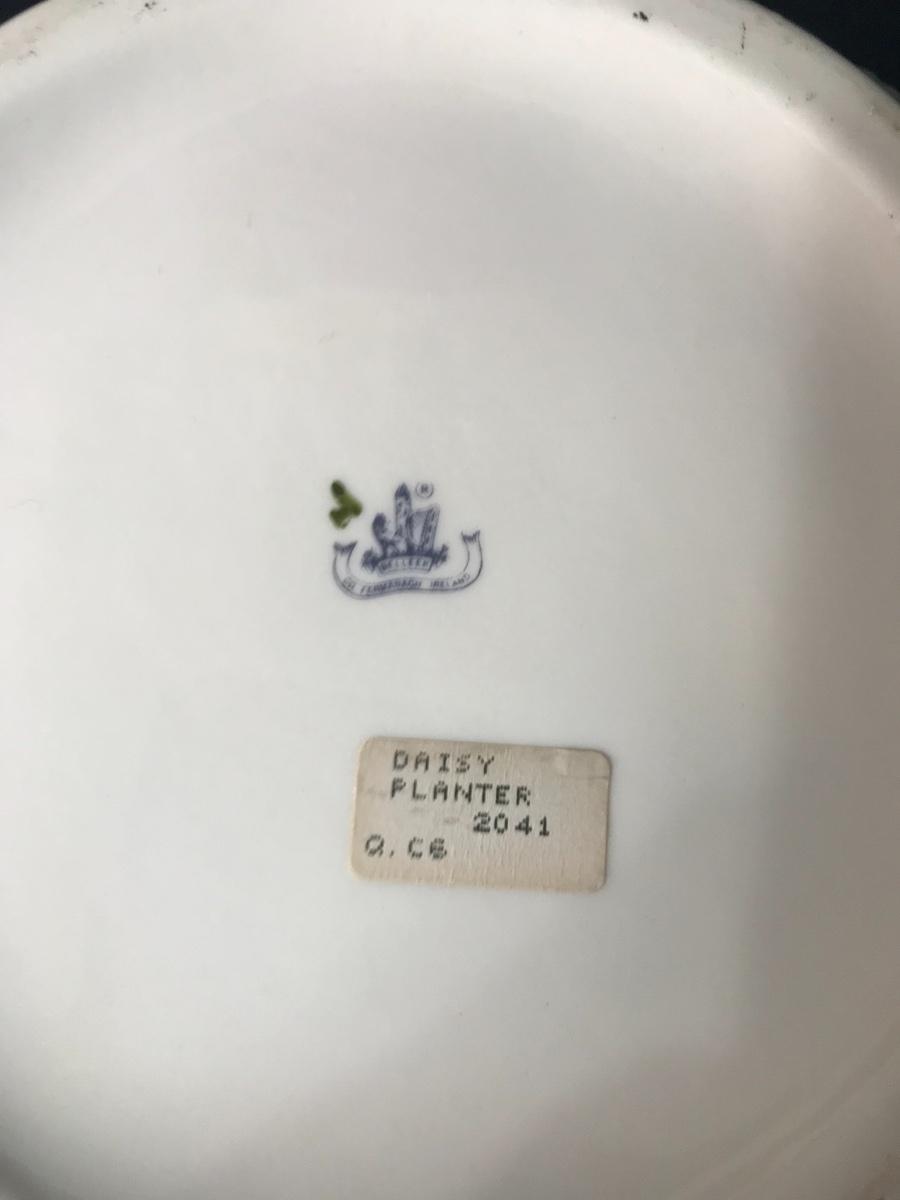 ®
BELLEEK
CO. FERMANAGH IRELAND
DAISY
PLANTER
2041
Q. C6